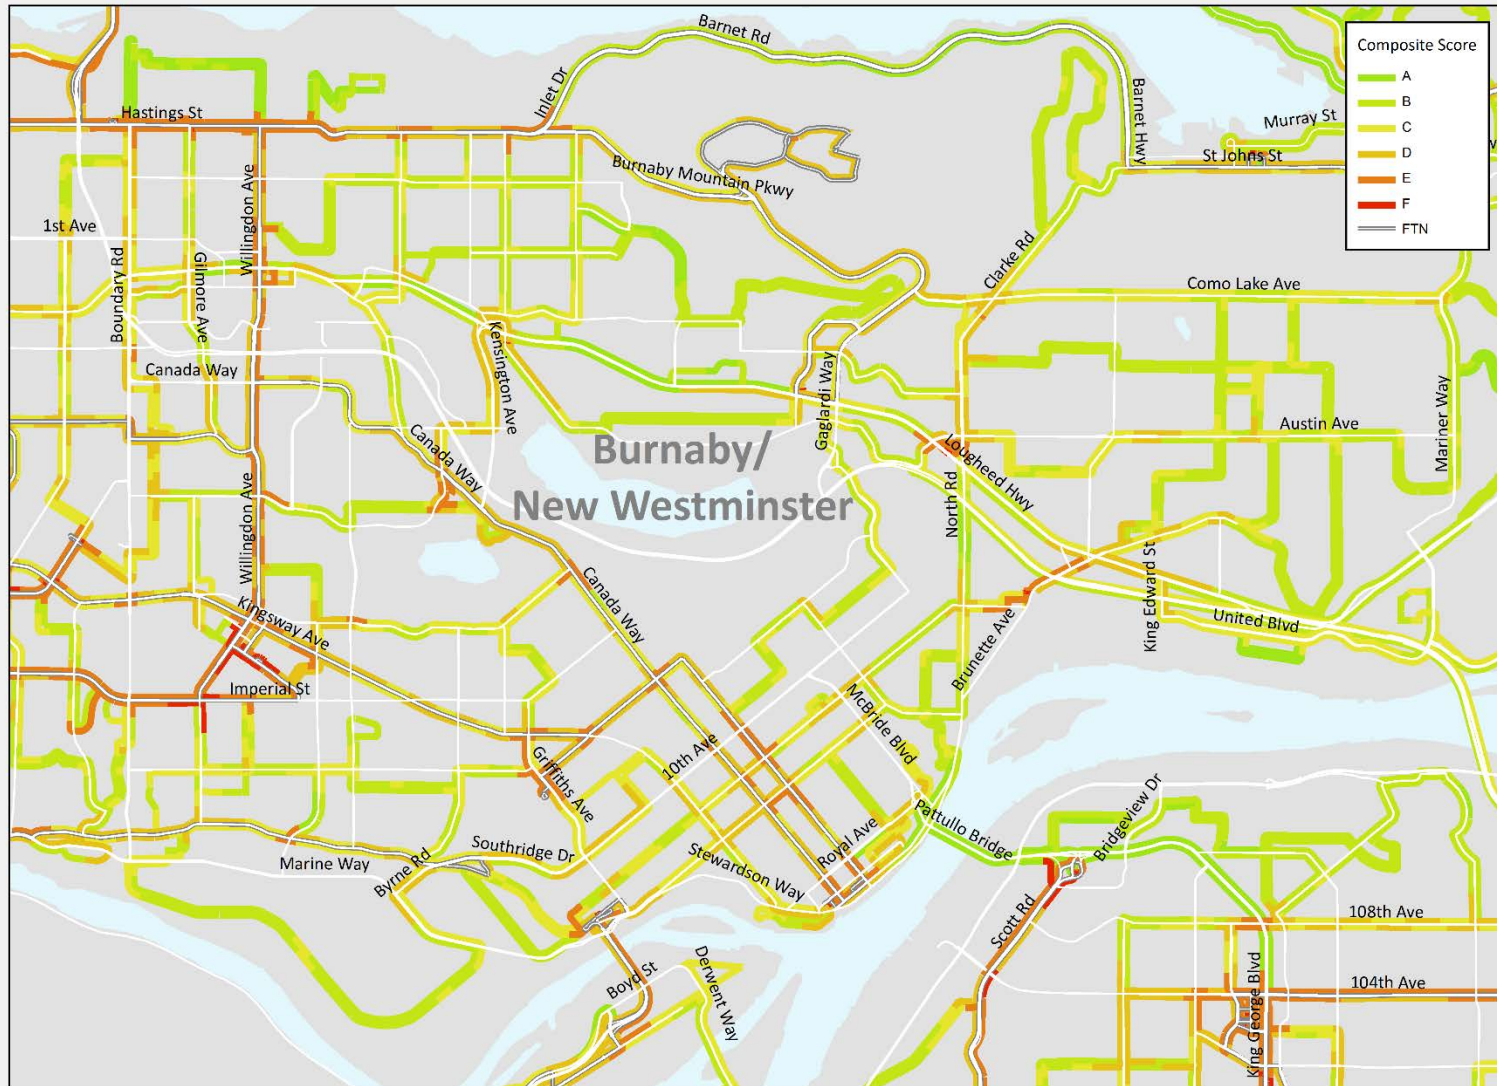 Barnet Rd
Composite Score
A
B
C
D
E
F
FTN
Inlet Dr
Barnet Hwy
Hastings St
Murray St
St Johns St
Burnaby Mountain Pkwy
Willingdon Ave
1st Ave
Boundary Rd
Gilmore Ave
Clarke Rd
Como Lake Ave
Kensington Ave
Canada Way
Gaglardi Way
Mariner Way
Austin Ave
Canada Way
Lougheed Hwy
Burnaby/
New Westminster
North Rd
Willingdon Ave
King Edward St
Canada Way
Kingsway Ave
United Blvd
Brunette Ave
Imperial St
McBride Blvd
10th Ave
Griffiths Ave
Pattullo Bridge
Bridgeview Dr
Royal Ave
Southridge Dr
Marine Way
Byrne Rd
Stewardson Way
Scott Rd
108th Ave
Boyd St
Derwent Way
King George Blvd
104th Ave